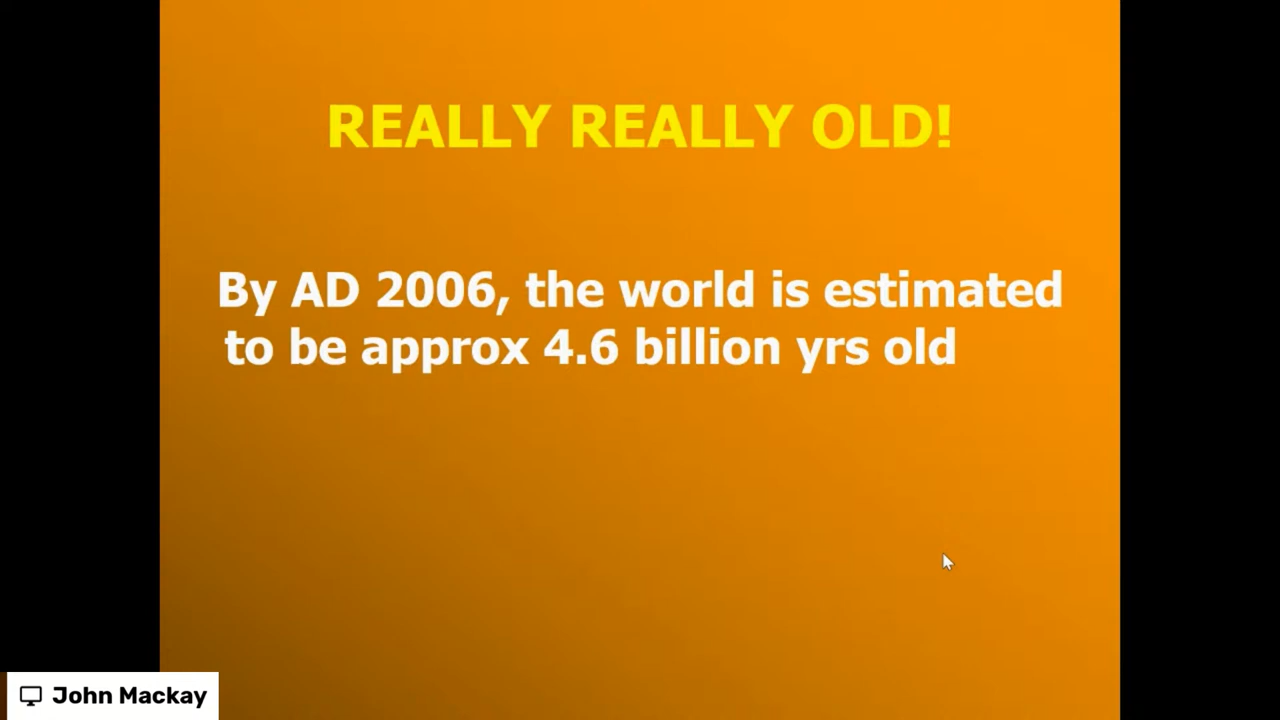 REALLY REALLY OLD!
By AD 2006, the world is estimated
to be approx 4.6 billion yrs old
John Mackay